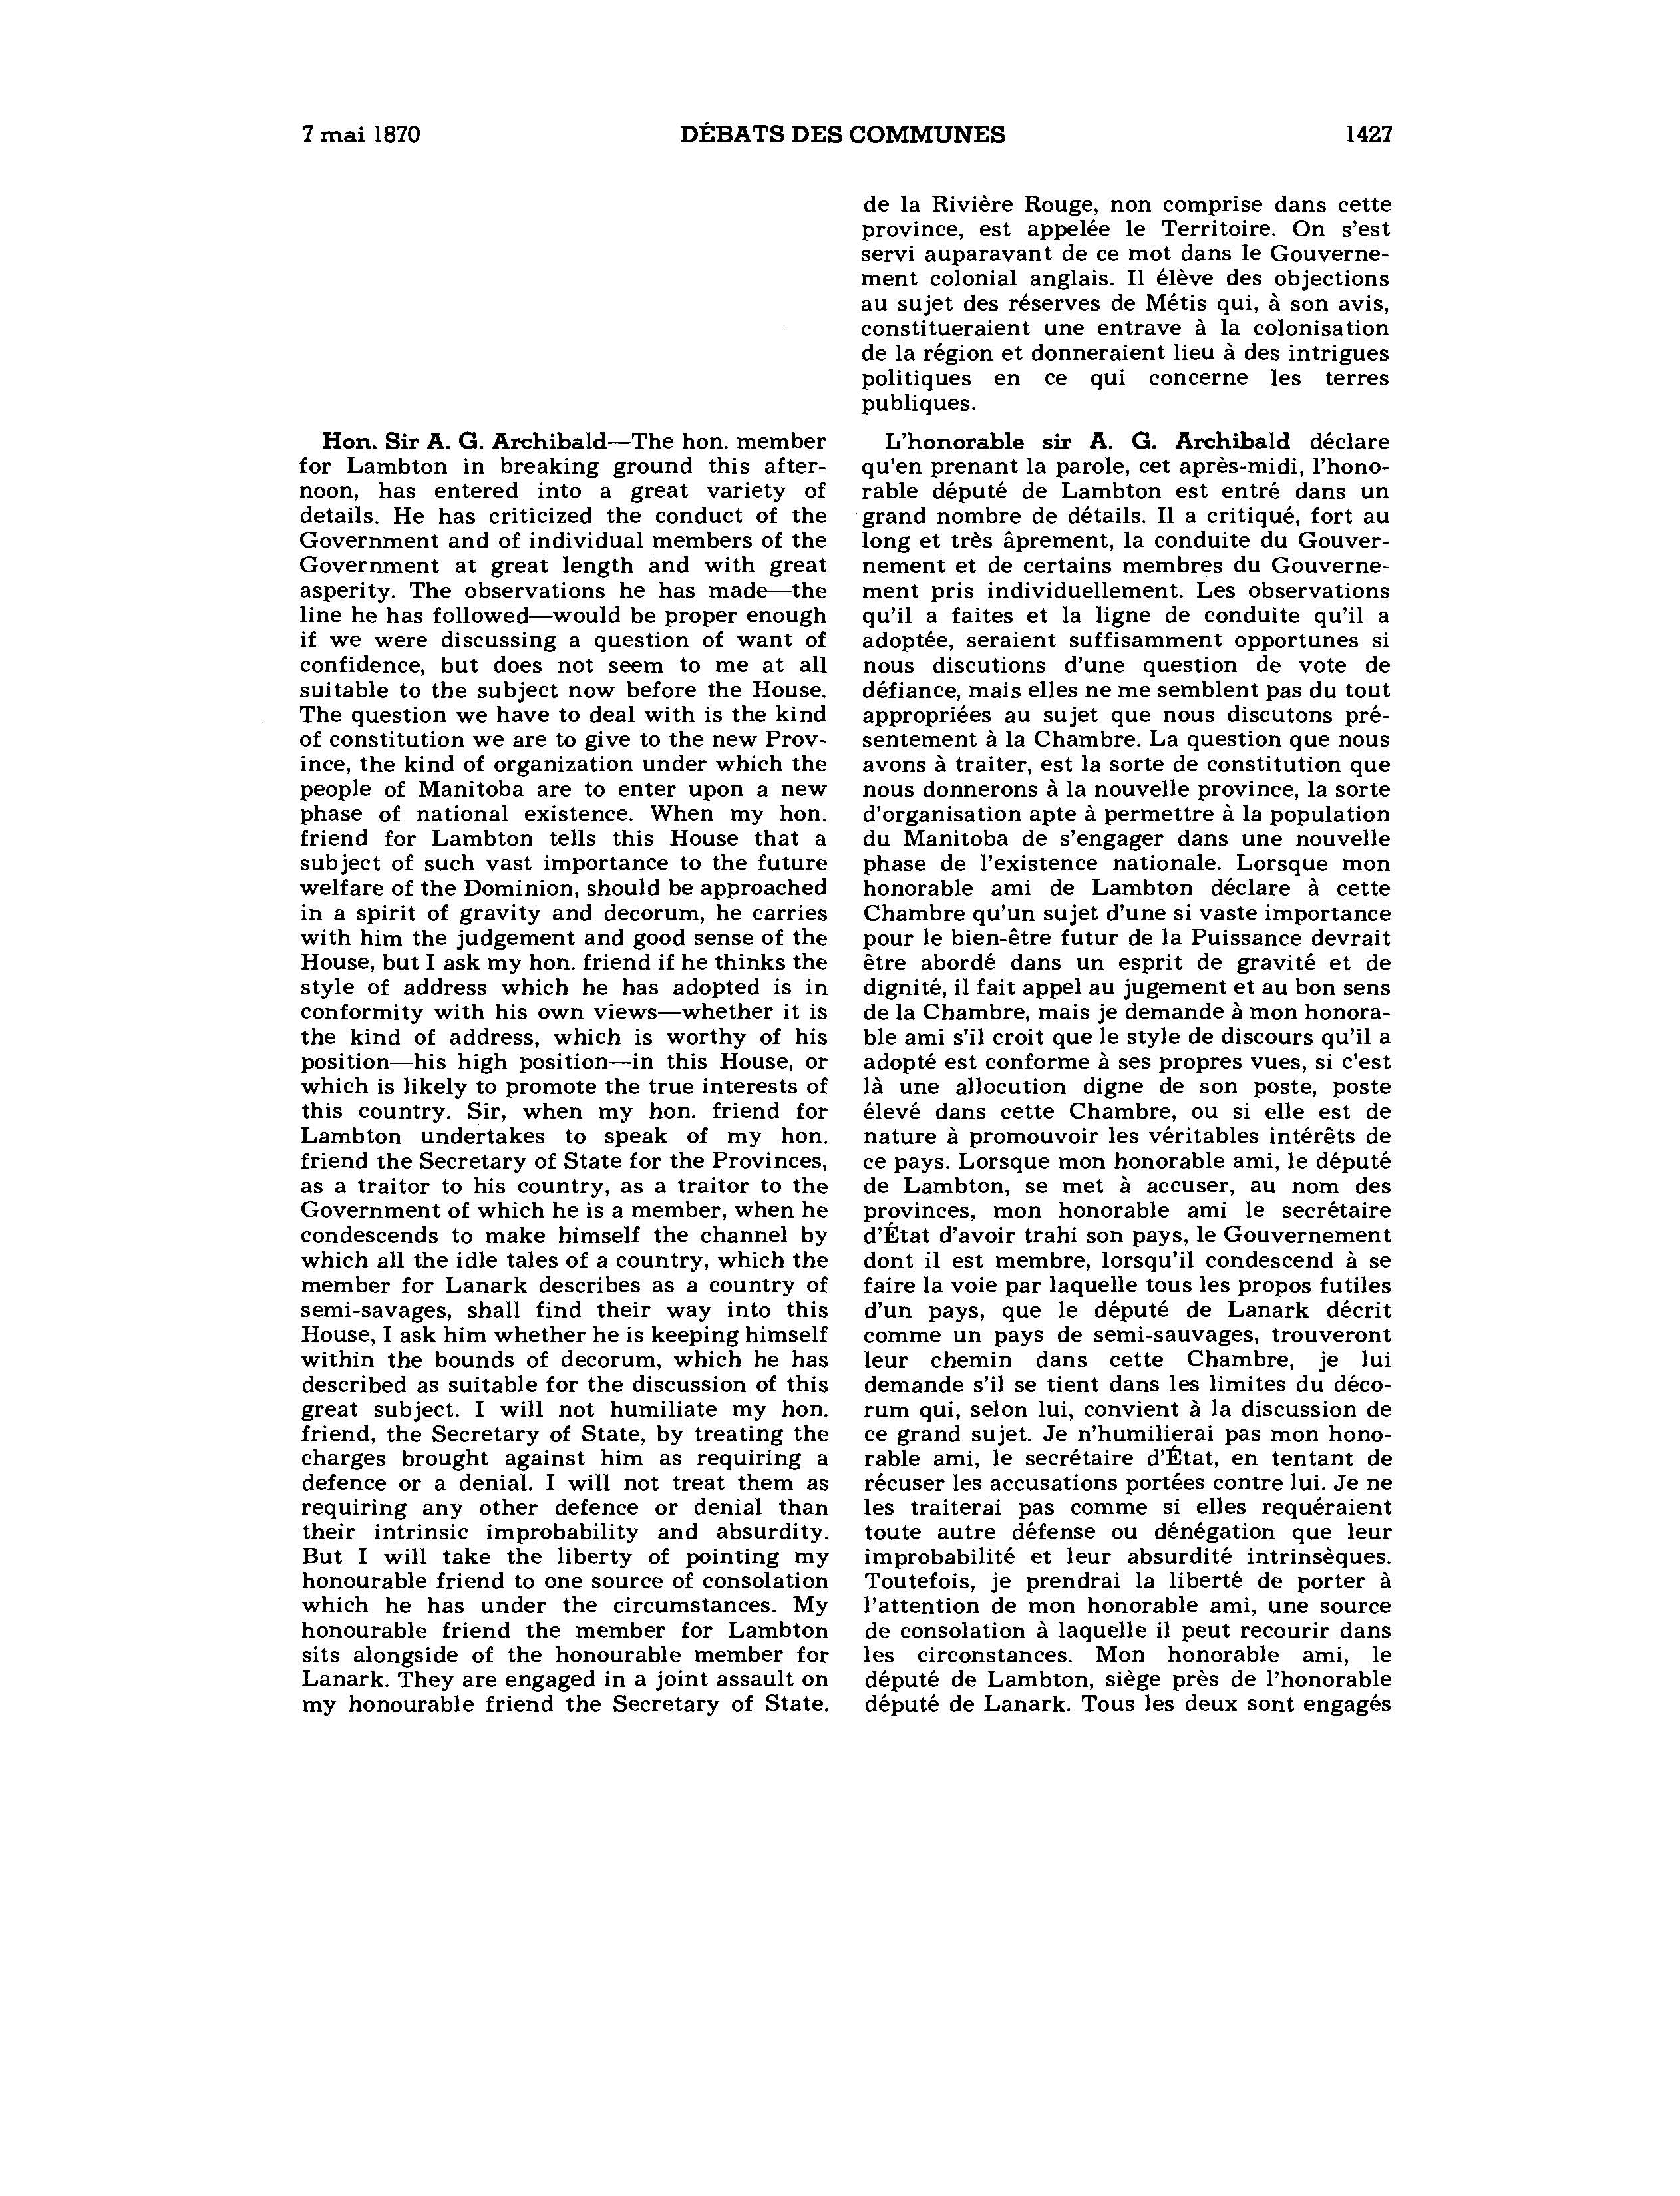 7 mai 1870
DÉBATS DES COMMUNES
1427
Hon. Sir A. G. Archibald—The hon. member
for Lambton in breaking ground this after-
noon, has entered into a great variety of
details. He has criticized the conduct of the
Government and of individual members of the
Government at great length and with great
asperity. The observations he has made—the
line he has followed—would be proper enough
if we were discussing a question of want of
confidence, but does not seem to me at all
suitable to the subject now before the House.
The question we have to deal with is the kind
of constitution we are to give to the new Prov-
ince, the kind of organization under which the
people of Manitoba are to enter upon a new
phase of national existence. When my hon.
friend for Lambton tells this House that a
subject of such vast importance to the future
welfare of the Dominion, should be approached
in a spirit of gravity and decorum, he carries
with him the judgement and good sense of the
House, but I ask my hon. friend if he thinks the
style of address which he has adopted is in
conformity with his own views—whether it is
the kind of address, which is worthy of his
position—his high position—in this House, or
which is likely to promote the true interests of
this country. Sir, when my hon. friend for
Lambton undertakes to speak of my hon.
friend the Secretary of State for the Provinces,
as a traitor to his country, as a traitor to the
Government of which he is a member, when he
condescends to make himself the channel by
which all the idle tales of a country, which the
member for Lanark describes as a country of
semi-savages, shall find their way into this
House, I ask him whether he is keeping himself
within the bounds of decorum, which he has
described as suitable for the discussion of this
great subject. I will not humiliate my hon.
friend, the Secretary of State, by treating the
charges brought against him as requiring a
defence or a denial. I will not treat them as
requiring any other defence or denial than
their intrinsic improbability and absurdity.
But I will take the liberty of pointing my
honourable friend to one source of consolation
which he has under the circumstances. My
honourable friend the member for Lambton
sits alongside of the honourable member for
Lanark. They are engaged in a joint assault on
my honourable friend the Secretary of State.
de la Rivière Rouge, non comprise dans cette
province, est appelée le Territoire. On s'est
servi auparavant de ce mot dans le Gouverne-
ment colonial anglais. Il élève des objections
au sujet des réserves de Métis qui, à son avis,
constitueraient une entrave à la colonisation
de la région et donneraient lieu à des intrigues
politiques en ce qui concerne les terres
publiques.
L'honorable sir A. G. Archibald déclare
qu'en prenant la parole, cet après-midi, l'hono-
rable député de Lambton est entré dans un
grand nombre de détails. Il a critiqué, fort au
long et très âprement, la conduite du Gouver-
nement et de certains membres du Gouverne-
ment pris individuellement. Les observations
qu'il a faites et la ligne de conduite qu'il a
adoptée, seraient suffisamment opportunes si
nous discutions d'une question de vote de
défiance, mais elles ne me semblent pas du tout
appropriées au sujet que nous discutons pré-
sentement à la Chambre. La question que nous
avons à traiter, est la sorte de constitution que
nous donnerons à la nouvelle province, la sorte
d'organisation apte à permettre à la population
du Manitoba de s'engager dans une nouvelle
phase de l'existence nationale. Lorsque mon
honorable ami de Lambton déclare à cette
Chambre qu'un sujet d'une si vaste importance
pour le bien-être futur de la Puissance devrait
être abordé dans un esprit de gravité et de
dignité, il fait appel au jugement et au bon sens
de la Chambre, mais je demande à mon honora-
ble ami s'il croit que le style de discours qu'il a
adopté est conforme à ses propres vues, si c'est
là une allocution digne de son poste, poste
élevé dans cette Chambre, ou si elle est de
nature à promouvoir les véritables intérêts de
ce pays. Lorsque mon honorable ami, le député
de Lambton, se met à accuser, au nom des
provinces, mon honorable ami le secrétaire
d'État d'avoir trahi son pays, le Gouvernement
dont il est membre, lorsqu'il condescend à se
faire la voie par laquelle tous les propos futiles
d'un pays, que le député de Lanark décrit
comme un pays de semi-sauvages, trouveront
leur chemin dans cette Chambre, je lui
demande s'il se tient dans les limites du déco-
rum qui, selon lui, convient à la discussion de
ce grand sujet. Je n'humilierai pas mon hono-
rable ami, le secrétaire d'État, en tentant de
récuser les accusations portées contre lui. Je ne
les traiterai pas comme si elles requéraient
toute autre défense ou dénégation que leur
improbabilité et leur absurdité intrinsèques.
Toutefois, je prendrai la liberté de porter à
l'attention de mon honorable ami, une source
de consolation à laquelle il peut recourir dans
les circonstances. Mon honorable ami, le
député de Lambton, siège près de l'honorable
député de Lanark. Tous les deux sont engagés